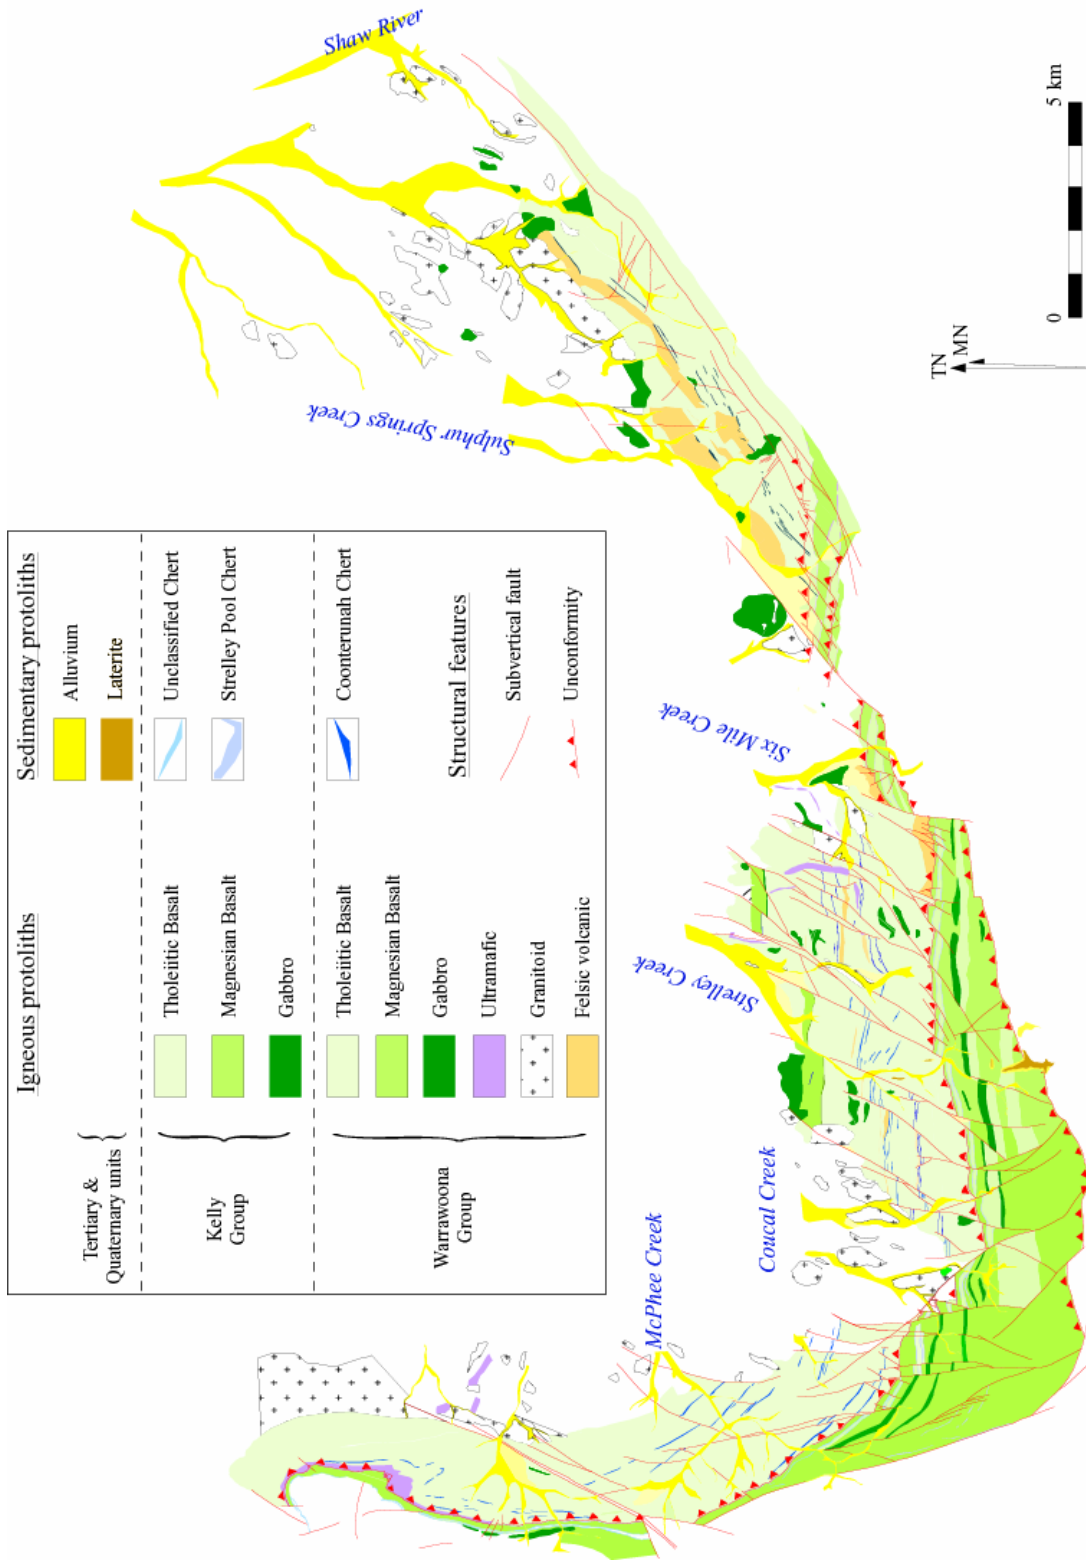 Shaw River
Sulphur Springs Creek
Six Mile Creek
Strelley Creek
Coucal Creek
McPhee Creek
TN
MN
0
5 km
Igneous protoliths
Sedimentary protoliths
Tertiary &
Quaternary units
Alluvium
Laterite
Kelly
Group
Tholeiitic Basalt
Magnesian Basalt
Gabbro
Unclassified Chert
Strelley Pool Chert
Warrawoona
Group
Tholeiitic Basalt
Magnesian Basalt
Gabbro
Ultramafic
Granitoid
Felsic volcanic
Coonterunah Chert
Structural features
Subvertical fault
Unconformity